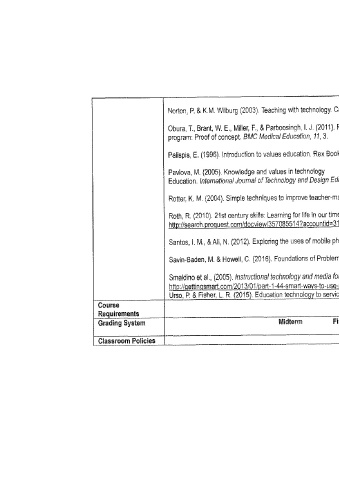 Norton, P. & K.M. Wilburg (2003). Teaching with technology. C
Obura, T., Brant, W. E., Miller, F., & Parboosingh, I. J. (2011).
program: Proof of concept. BMC Medical Education, 11, 3.
Palispis, E. (1996). Introduction to values education. Rex Book
Pavlova, M. (2005). Knowledge and values in technology
Education. International Journal of Technology and Design Ed
Rotter, K. M. (2004). Simple techniques to improve teacher-m
Roth, R. (2010). 21st century skills: Learning for life in our time
http://search.proquest.com/docview/357085514?accountid=31
Santos, I. M., & Ali, N. (2012). Exploring the uses of mobile ph
Savin-Baden, M. & Howell, C. (2016). Foundations of Problem
Smaldino et al., (2005). Instructional technology and media fo
http://gettingsmart.com/2013/01/part-1-44-smart-ways-to-use-
Urso, P. & Fisher, L. R. (2015). Education technology to servic
Course
Requirements
Grading System Midterm Fi
Classroom Policies